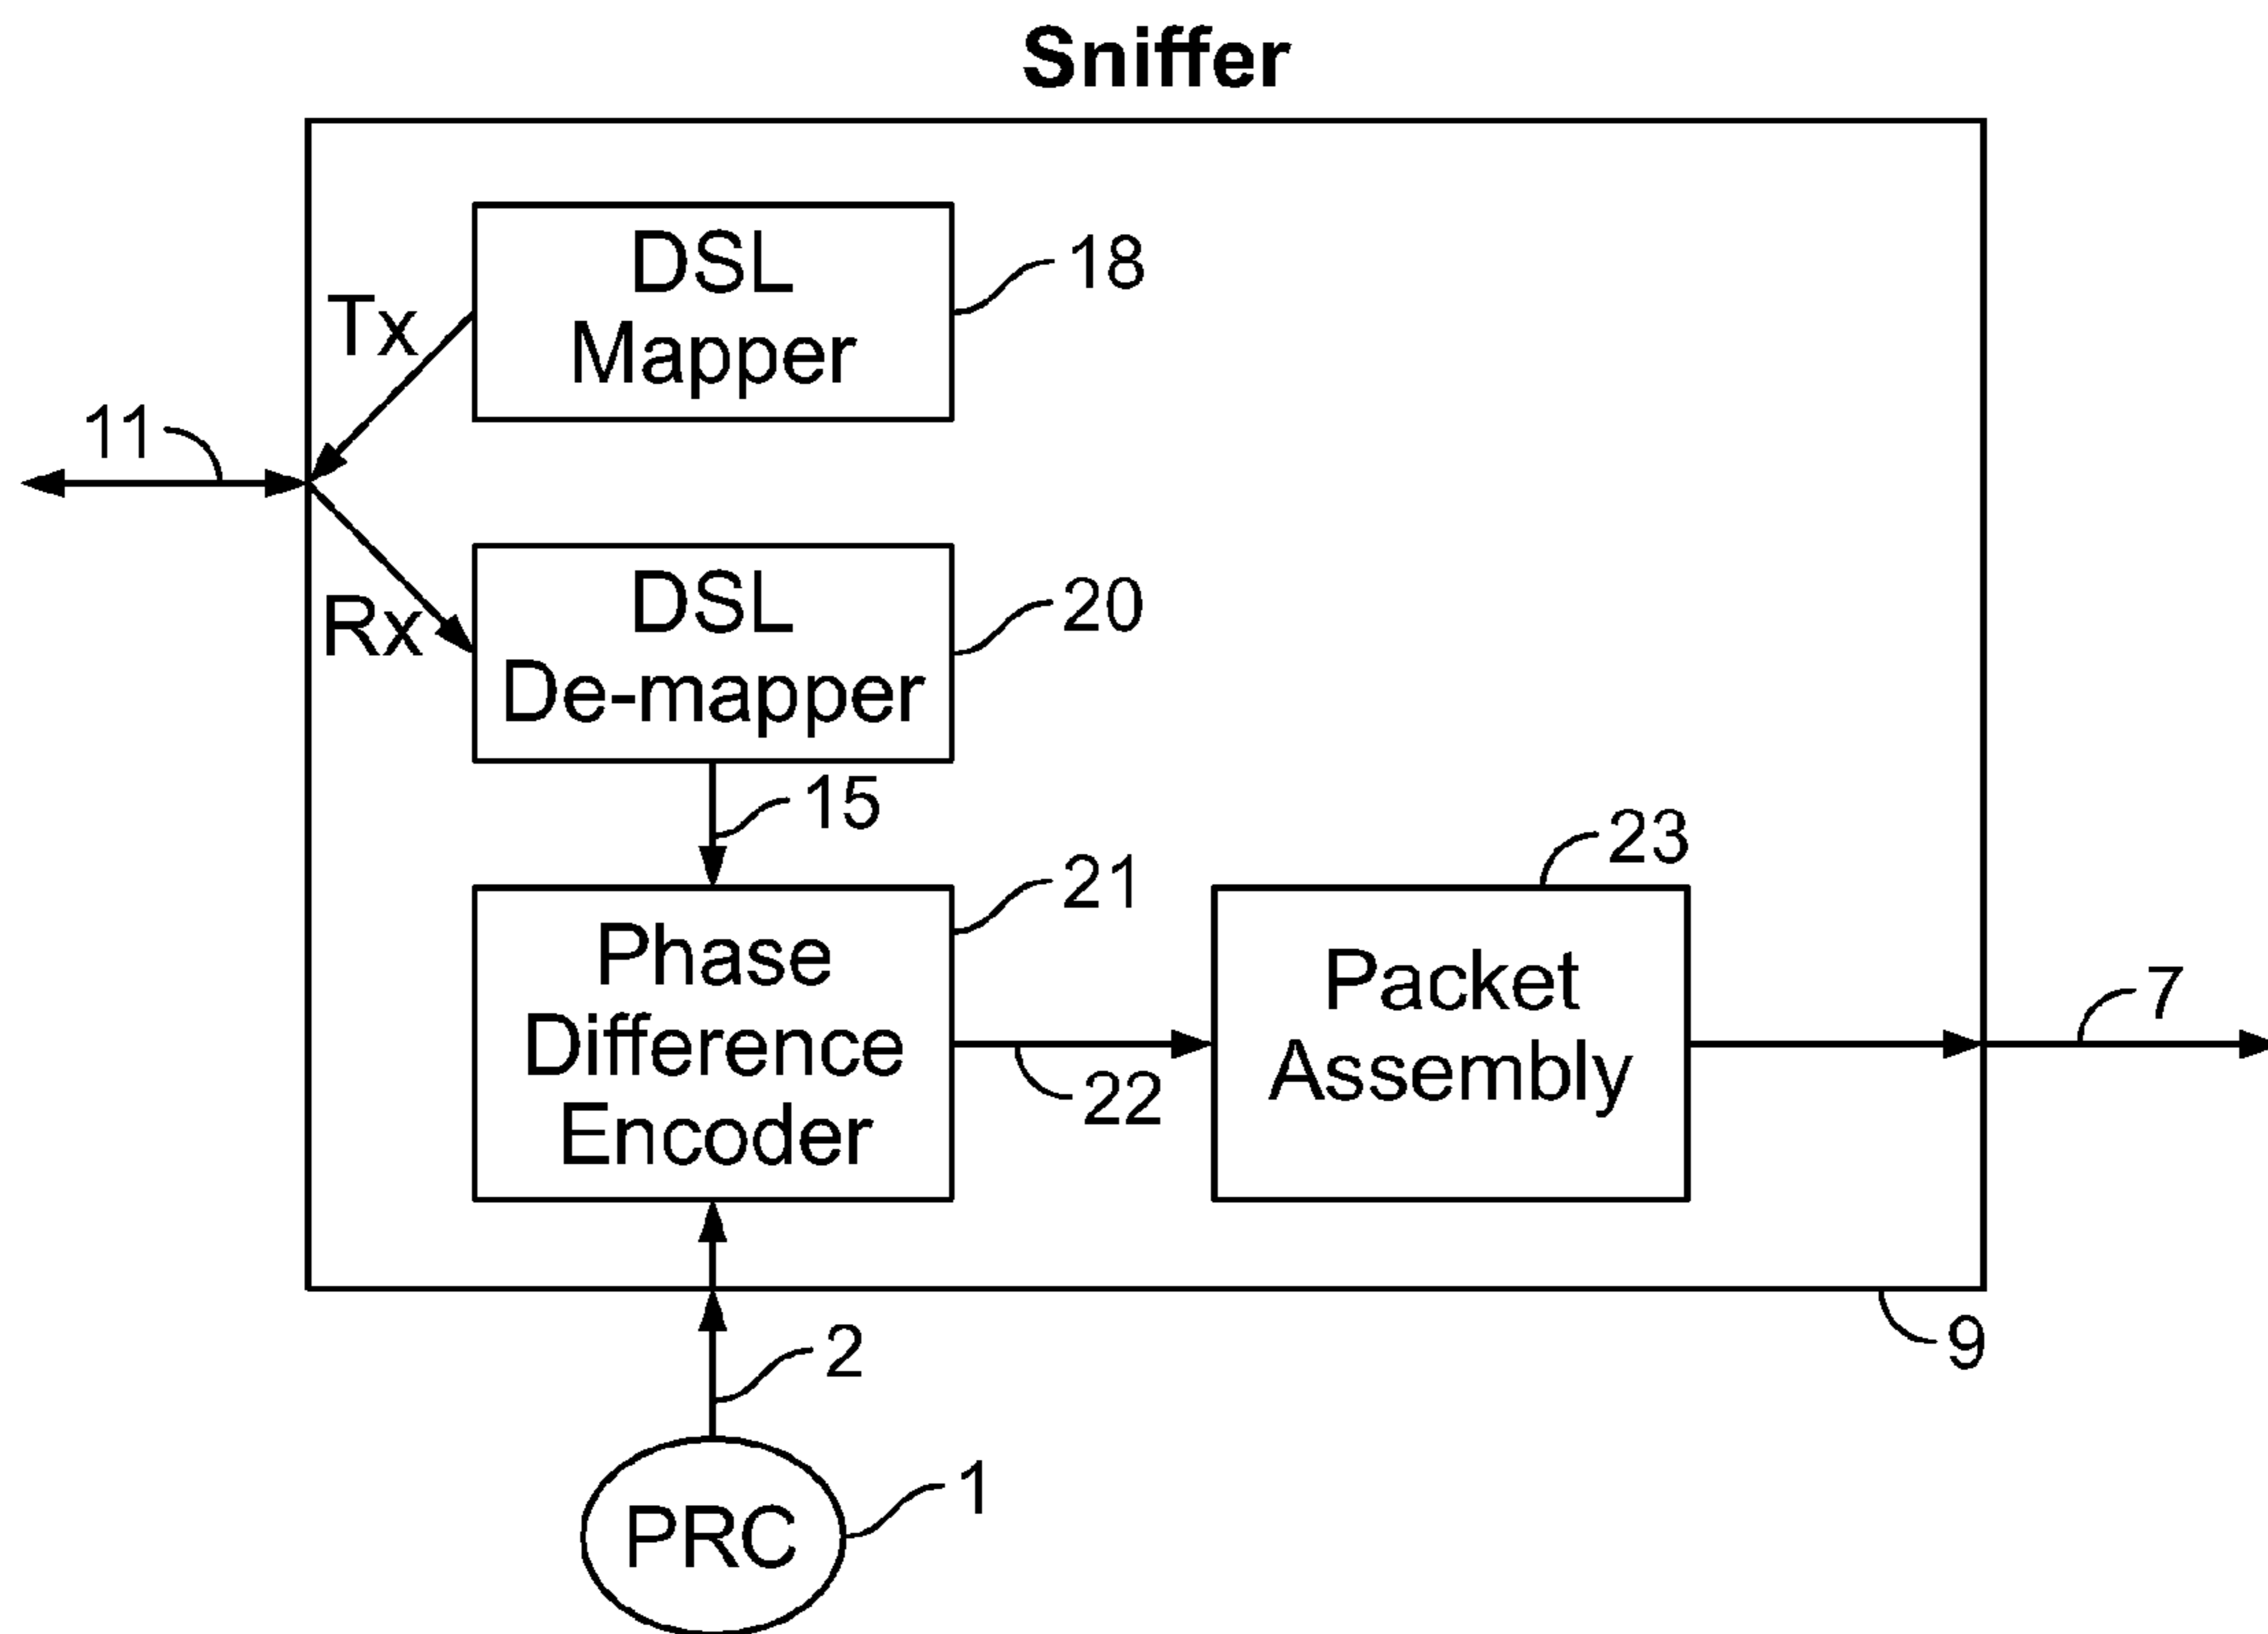 Sniffer
DSL
Mapper
18
Tx
11
DSL
De-mapper
20
Rx
15
23
21
Phase
Difference
Encoder
Packet
Assembly
7
22
2
9
1
PRC